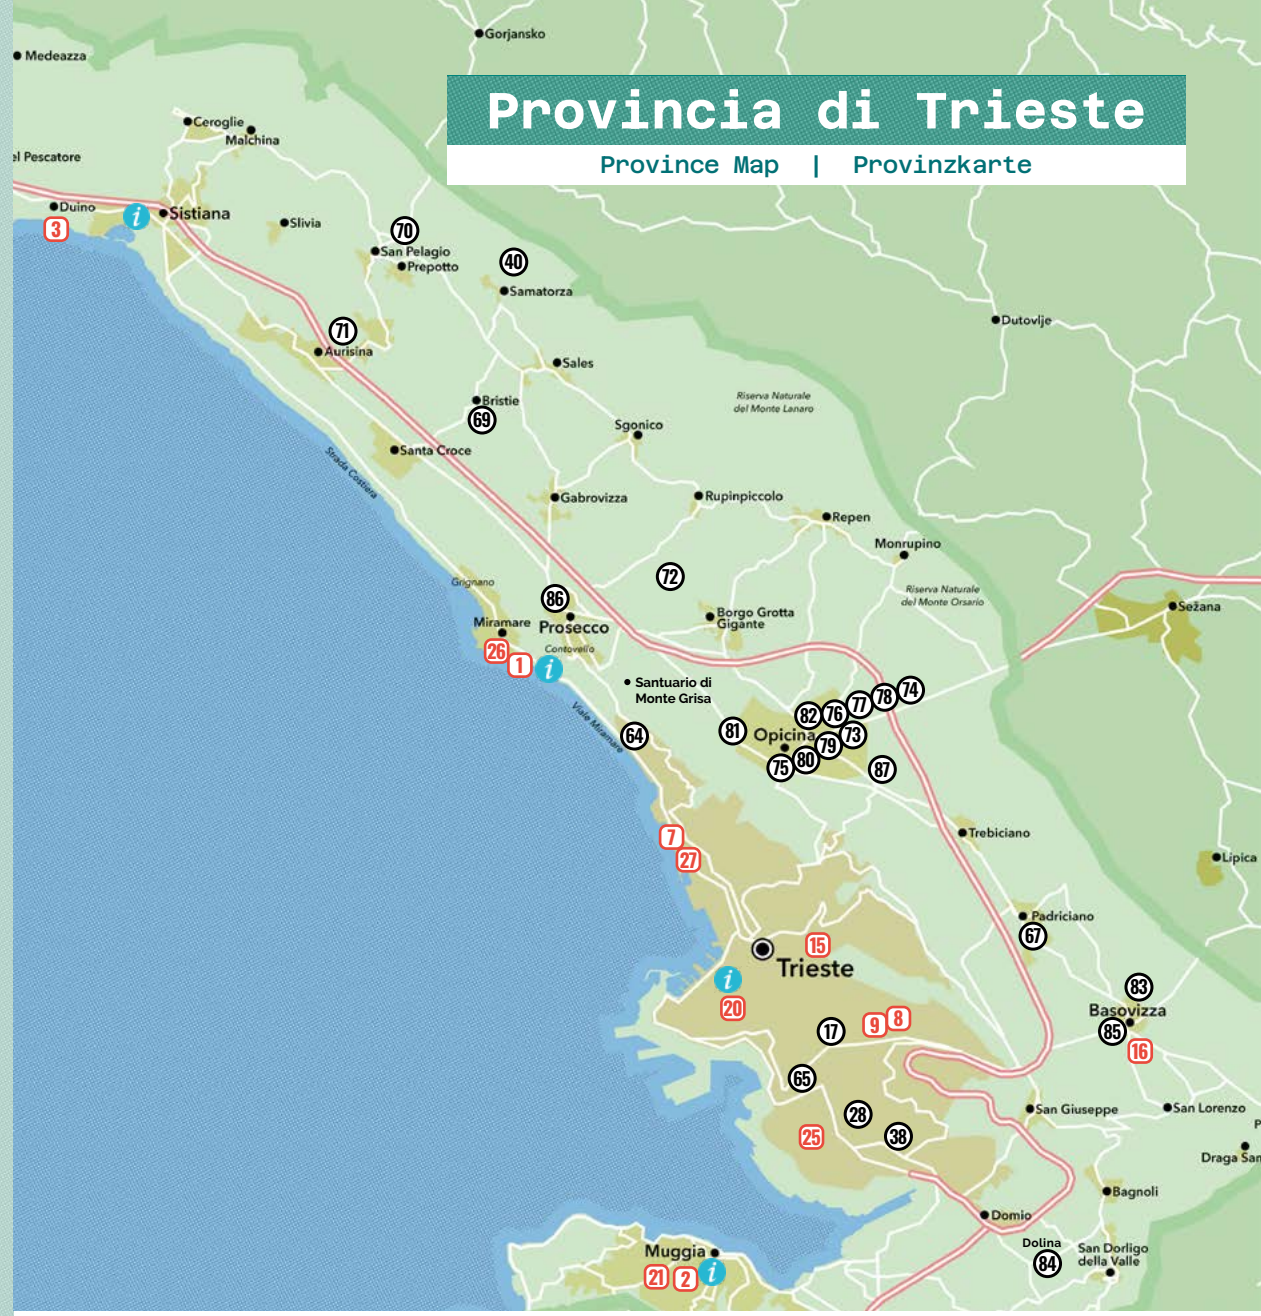 Gorjansko
Medeazza
Provincia di Trieste
Province Map | Provinzkarte
Ceroglie
Malchina
el Pescatore
Duino
3
i
Sistiana
Slivia
70
San Pelagio
Prepotto
40
Samatorza
Dutovlje
71
Aurisina
Sales
Bristie
69
Riserva Naturale
del Monte Lanaro
Sgonico
Santa Croce
Strada Costiera
Gabrovizza
Rupinpiccolo
Repen
Monrupino
72
Grignano
Riserva Naturale
del Monte Orsario
86
Sežana
Miramare
Prosecco
Borgo Grotta
Gigante
26
1
i
Contovello
Santuario di
Monte Grisa
Viale Miramare
64
81
82
76
77
78
74
Opicina
79
73
75
80
87
7
27
Trebiciano
Lipica
Padriciano
67
15
Trieste
i
20
83
Basovizza
85
16
17
9
8
65
28
38
25
San Giuseppe
San Lorenzo
P
Draga San
Bagnoli
Domio
Dolina
84
San Dorligo
della Valle
Muggia
21
2
i